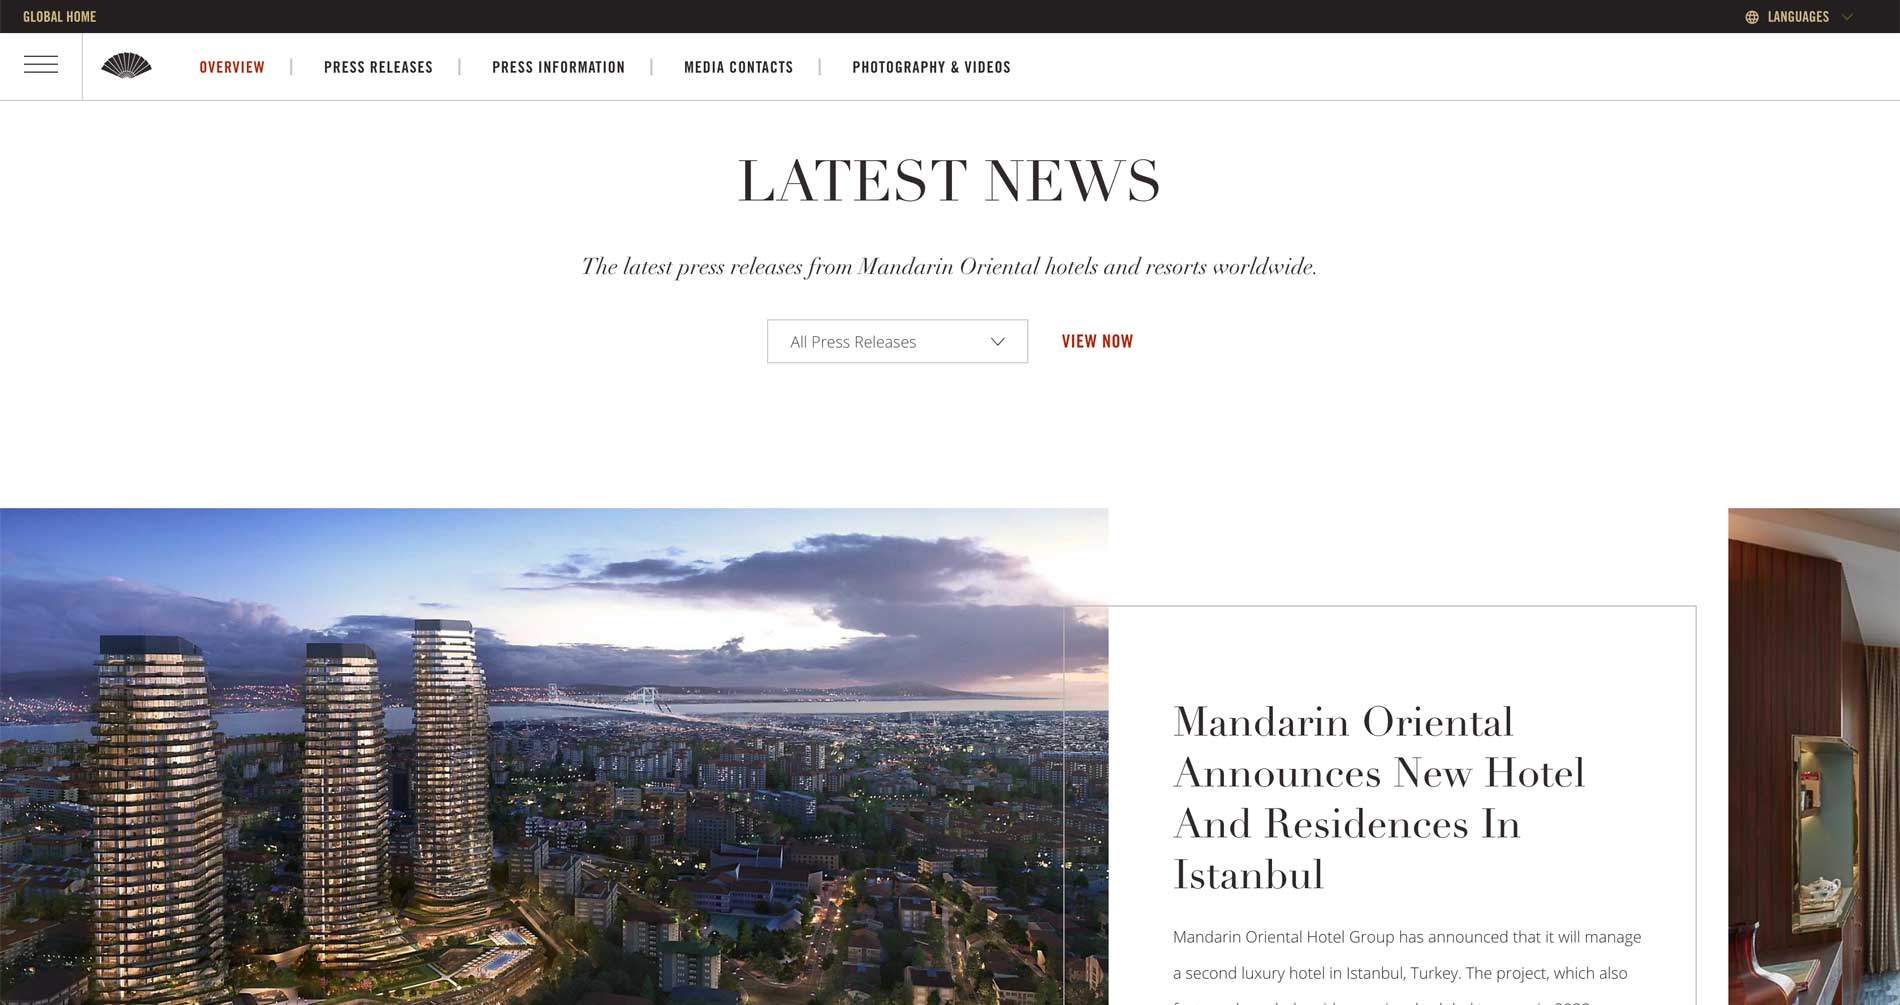 GLOBAL HOME
LANGUAGES
OVERVIEW | PRESS RELEASES | PRESS INFORMATION | MEDIA CONTACTS | PHOTOGRAPHY & VIDEOS
LATEST NEWS
The latest press releases from Mandarin Oriental hotels and resorts worldwide.
All Press Releases
VIEW NOW
Mandarin Oriental
Announces New Hotel
And Residences In
Istanbul
Mandarin Oriental Hotel Group has announced that it will manage
a second luxury hotel in Istanbul, Turkey. The project, which also